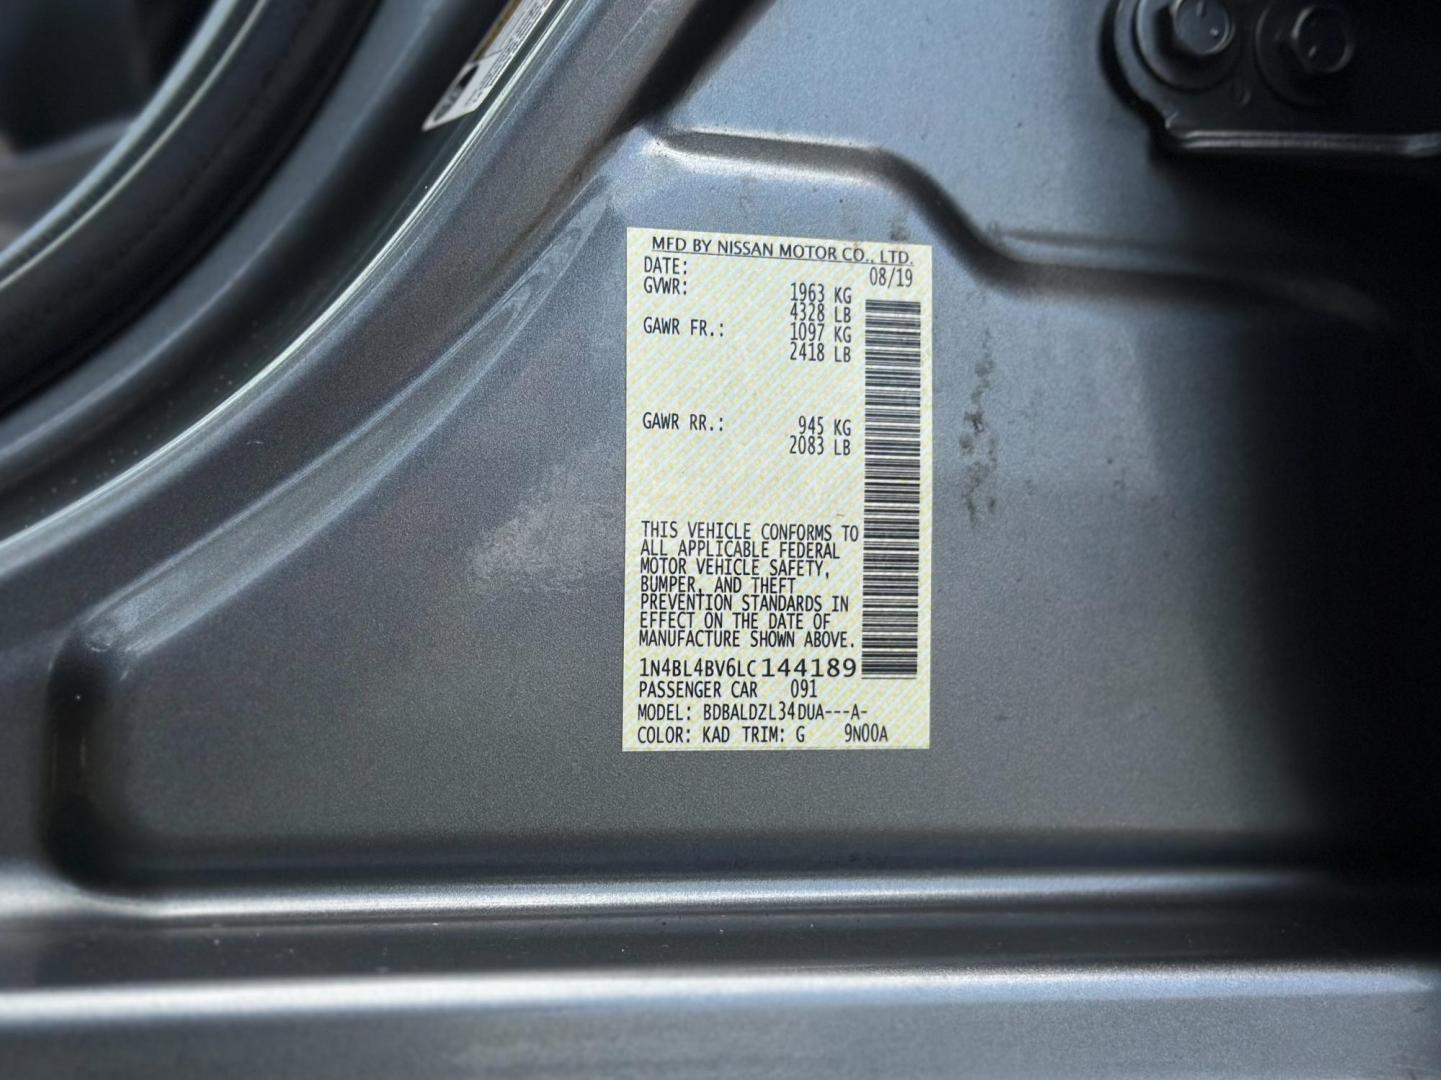 MFD BY NISSAN MOTOR CO., LTD.
DATE: 08/19
GVWR: 1963 KG
4328 LB
GAWR FR.: 1097 KG
2418 LB
GAWR RR.: 945 KG
2083 LB
THIS VEHICLE CONFORMS TO
ALL APPLICABLE FEDERAL
MOTOR VEHICLE SAFETY,
BUMPER, AND THEFT
PREVENTION STANDARDS IN
EFFECT ON THE DATE OF
MANUFACTURE SHOWN ABOVE.
1N4BL4BV6LC144189
PASSENGER CAR 091
MODEL: BDBALDZL34DUA---A-
COLOR: KAD TRIM: G 9N00A